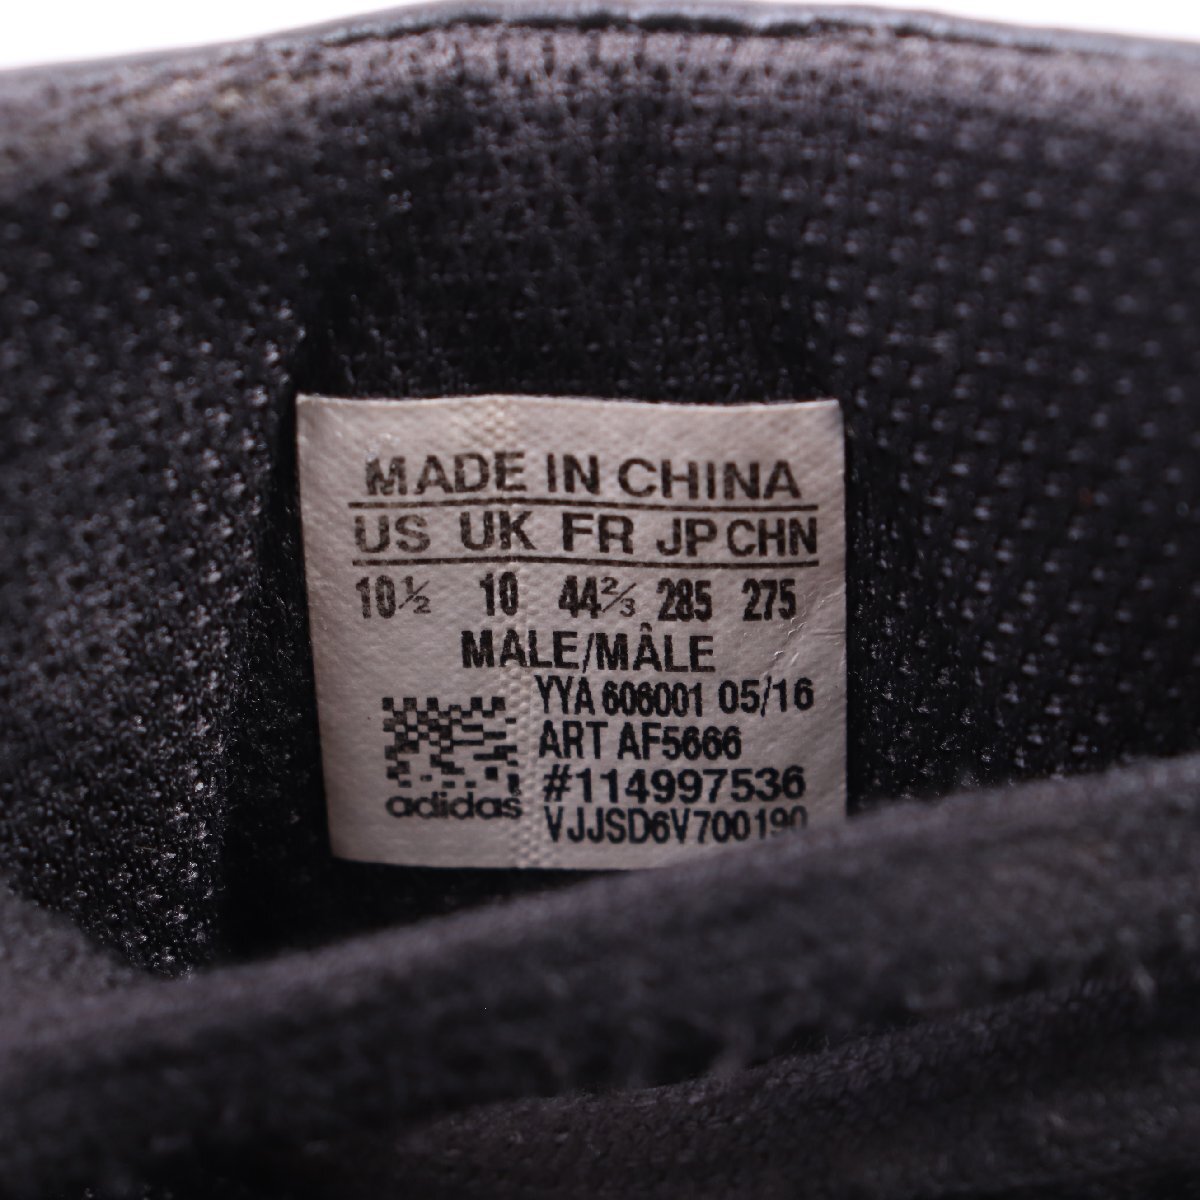 MADE IN CHINA
US UK FR JP CHN
10½ 10 44⅔ 285 275
MALE/MÂLE
YYA 606001 05/16
ART AF5666
#114997536
adidas
VJJSD6V700190